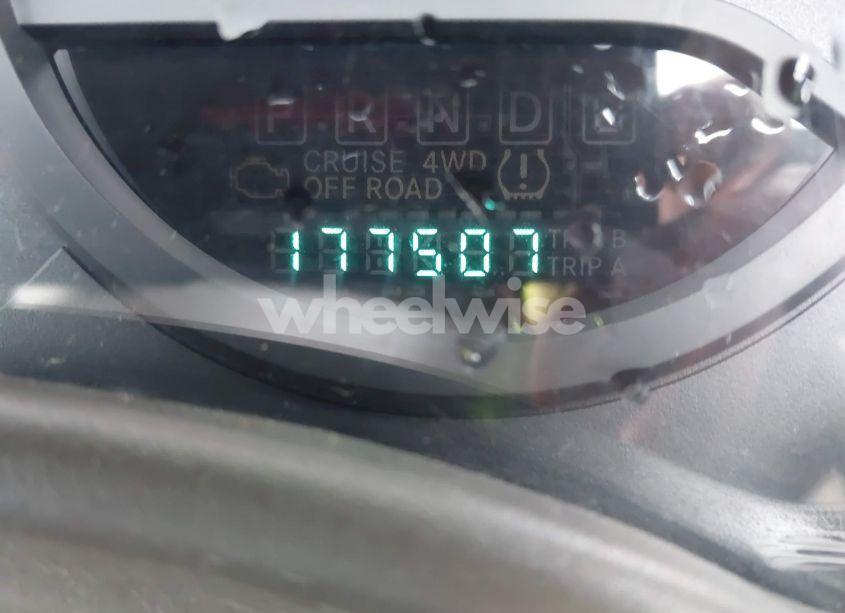 P R N D L
CRUISE 4WD
OFF ROAD
177507
TRIP B
TRIP A
wheelwise